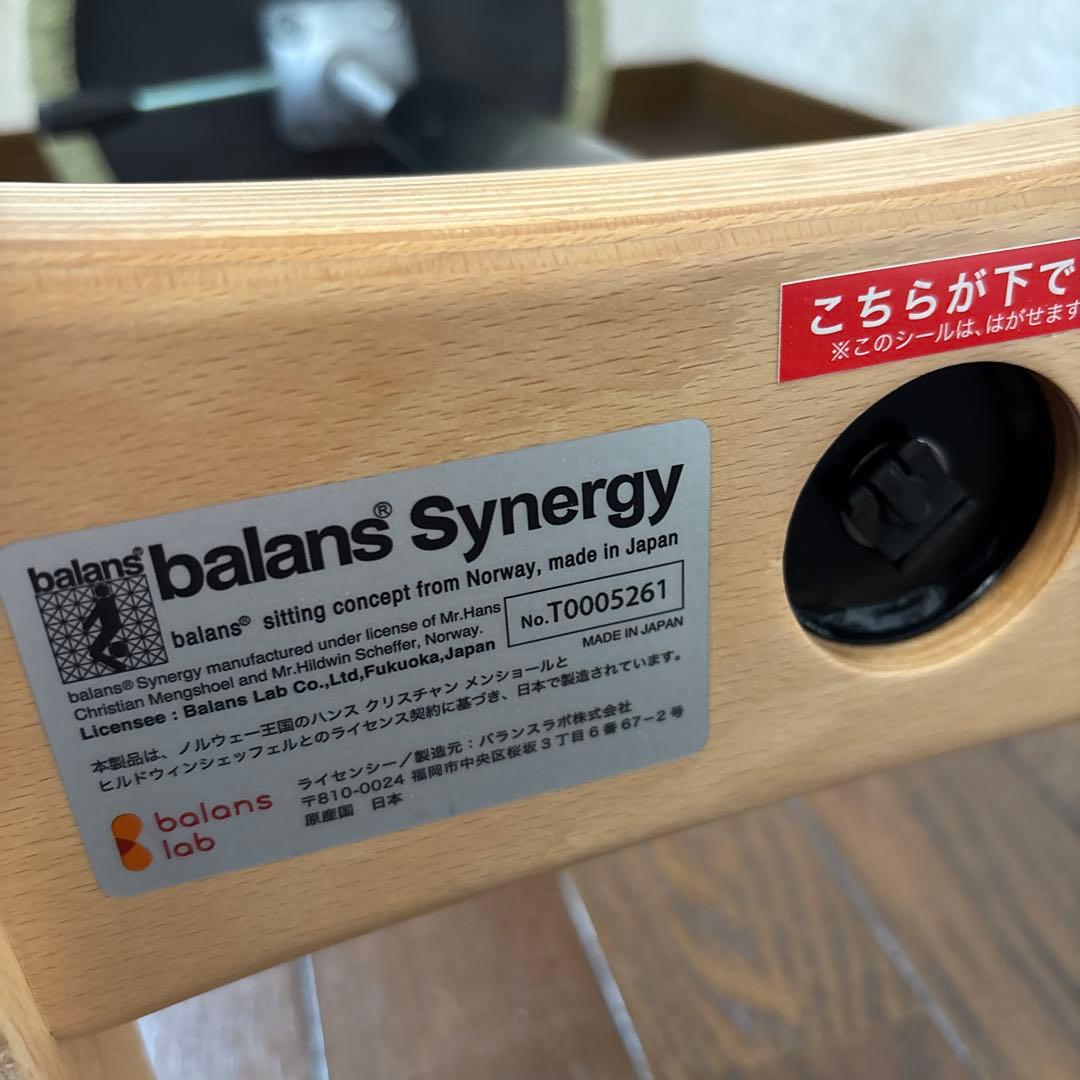 こちらが下で
※このシールは、はがせます
balans®
balans® Synergy
balans® sitting concept from Norway, made in Japan
balans® Synergy manufactured under license of Mr.Hans
Christian Mengshoel and Mr.Hildwin Scheffer, Norway.
Licensee : Balans Lab Co.,Ltd,Fukuoka,Japan
No.T0005261
MADE IN JAPAN
本製品は、ノルウェー王国のハンス クリスチャン メンショールと
ヒルドウィンシェッフェルとのライセンス契約に基づき、日本で製造されています。
ライセンシー／製造元：バランスラボ株式会社
〒810-0024 福岡市中央区桜坂3丁目6番67－2号
原産国 日本
balans
lab